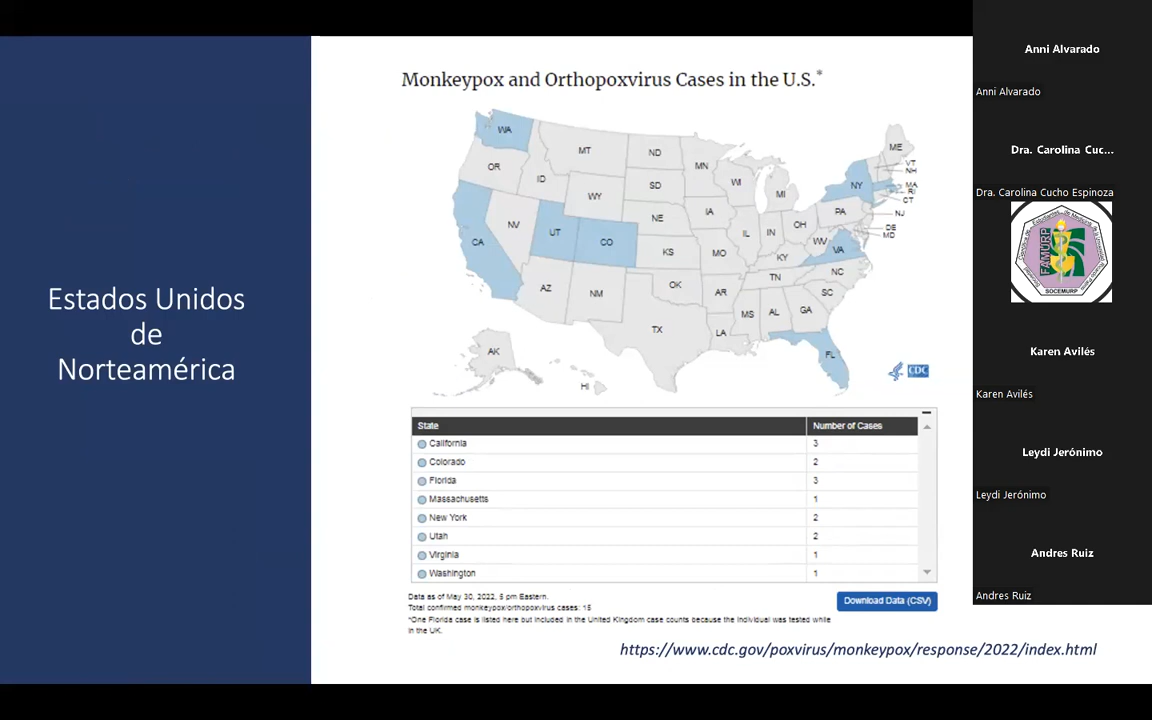 Estados Unidos
de
Norteamérica
Monkeypox and Orthopoxvirus Cases in the U.S.*
WA
MT
ND
MN
ME
OR
ID
SD
WI
VT
NH
WY
MI
NY
MA
RI
CT
NV
NE
IA
PA
NJ
UT
CO
IL
IN
OH
DE
MD
CA
KS
MO
KY
WV
VA
AZ
NM
OK
AR
TN
NC
SC
MS
AL
GA
TX
LA
AK
HI
FL
CDC
State Number of Cases
California 3
Colorado 2
Florida 3
Massachusetts 1
New York 2
Utah 2
Virginia 1
Washington 1
Data as of May 30, 2022, 5 pm Eastern.
Total confirmed monkeypox/orthopoxvirus cases: 15
*One Florida case is listed here but included in the United Kingdom case counts because the individual was tested while
in the UK.
Download Data (CSV)
https://www.cdc.gov/poxvirus/monkeypox/response/2022/index.html
Anni Alvarado
Anni Alvarado
Dra. Carolina Cuc...
Dra. Carolina Cucho Espinoza
FAMURP
SOCEMURP
Karen Avilés
Karen Avilés
Leydi Jerónimo
Leydi Jerónimo
Andres Ruiz
Andres Ruiz